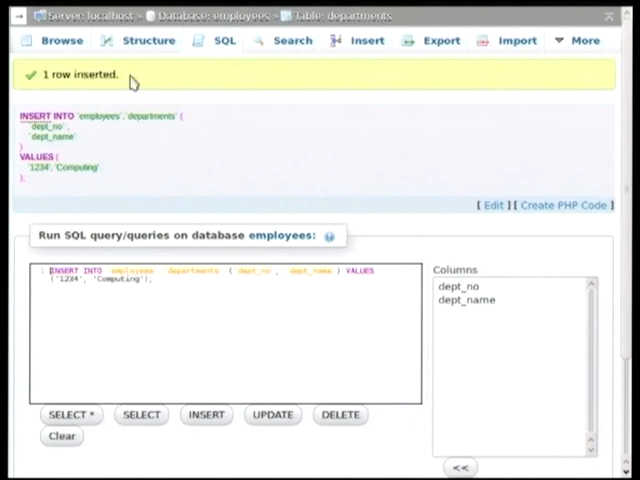 Server: localhost » Database: employees » Table: departments
Browse Structure SQL Search Insert Export Import More
1 row inserted.
INSERT INTO `employees`.`departments` (
`dept_no` ,
`dept_name`
)
VALUES (
'1234', 'Computing'
);
[ Edit ] [ Create PHP Code ]
Run SQL query/queries on database employees:
Columns
1 INSERT INTO `employees`.`departments` (`dept_no`, `dept_name`) VALUES
('1234', 'Computing');
dept_no
dept_name
SELECT * SELECT INSERT UPDATE DELETE
Clear
<<